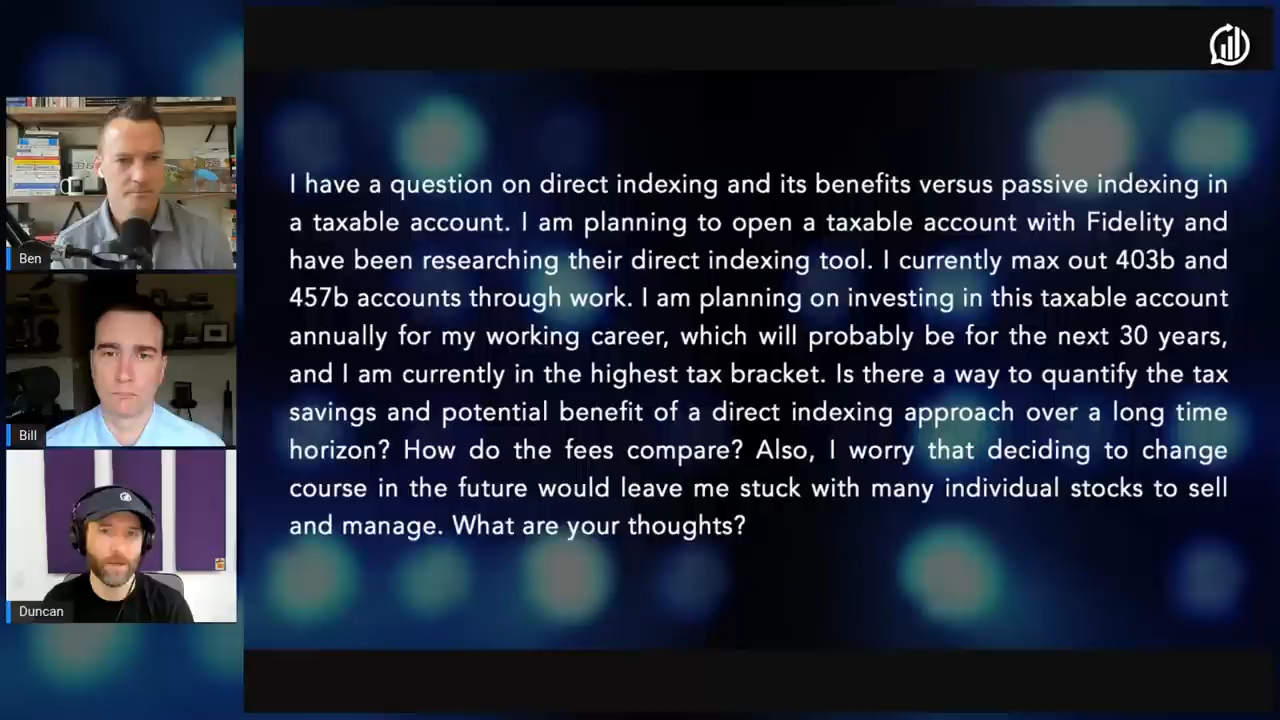 Ben
Bill
Duncan
I have a question on direct indexing and its benefits versus passive indexing in
a taxable account. I am planning to open a taxable account with Fidelity and
have been researching their direct indexing tool. I currently max out 403b and
457b accounts through work. I am planning on investing in this taxable account
annually for my working career, which will probably be for the next 30 years,
and I am currently in the highest tax bracket. Is there a way to quantify the tax
savings and potential benefit of a direct indexing approach over a long time
horizon? How do the fees compare? Also, I worry that deciding to change
course in the future would leave me stuck with many individual stocks to sell
and manage. What are your thoughts?